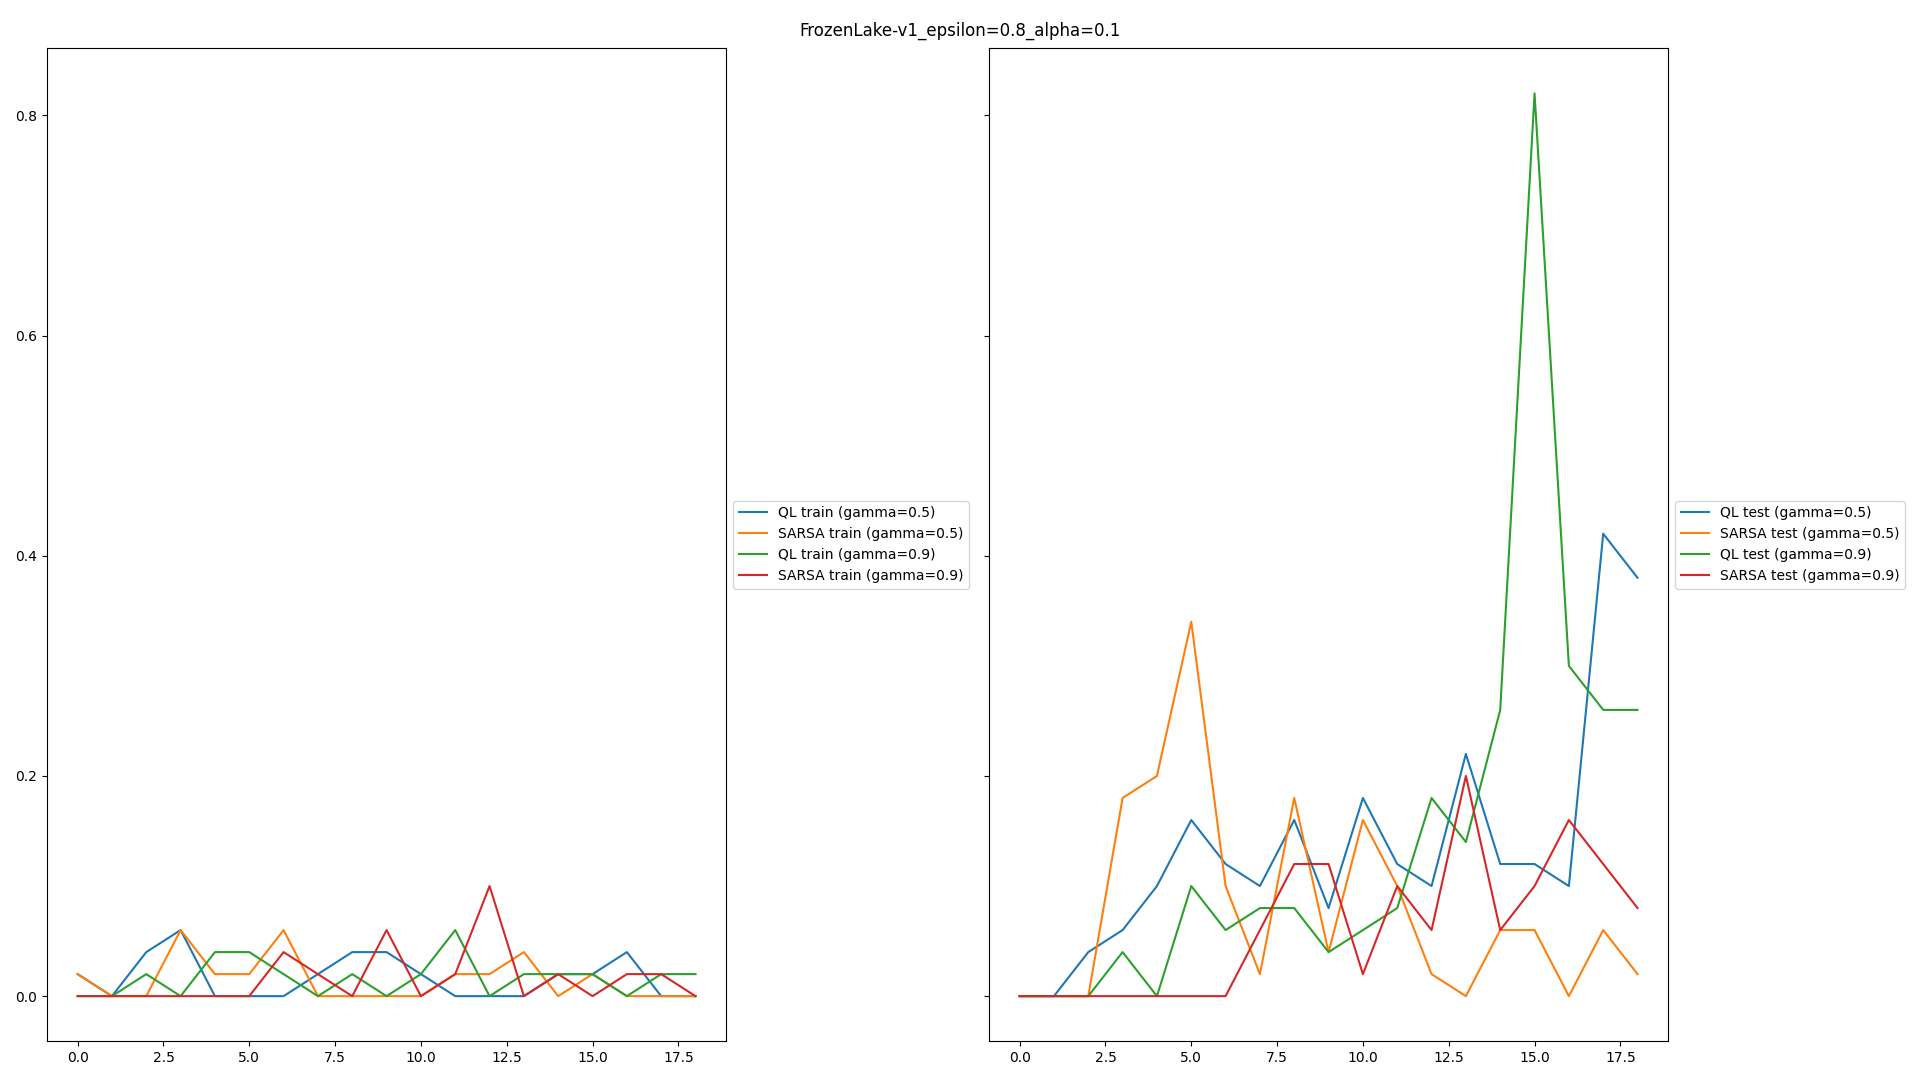 FrozenLake-v1_epsilon=0.8_alpha=0.1
0.8
0.6
0.4
0.2
0.0
0.0 2.5 5.0 7.5 10.0 12.5 15.0 17.5
QL train (gamma=0.5)
SARSA train (gamma=0.5)
QL train (gamma=0.9)
SARSA train (gamma=0.9)
0.0 2.5 5.0 7.5 10.0 12.5 15.0 17.5
QL test (gamma=0.5)
SARSA test (gamma=0.5)
QL test (gamma=0.9)
SARSA test (gamma=0.9)